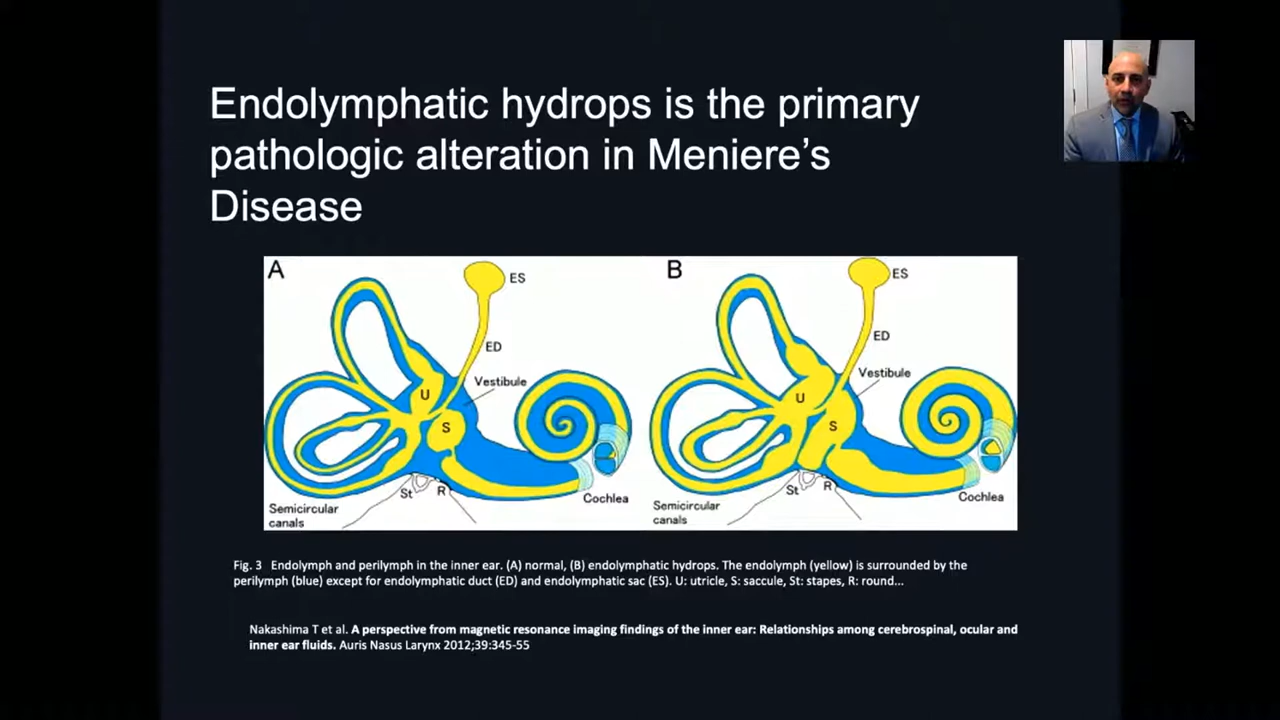 Endolymphatic hydrops is the primary
pathologic alteration in Meniere's
Disease
A
ES
ED
Vestibule
U
S
St
R
Cochlea
Semicircular
canals
B
ES
ED
Vestibule
U
S
St
R
Cochlea
Semicircular
canals
Fig. 3 Endolymph and perilymph in the inner ear. (A) normal, (B) endolymphatic hydrops. The endolymph (yellow) is surrounded by the
perilymph (blue) except for endolymphatic duct (ED) and endolymphatic sac (ES). U: utricle, S: saccule, St: stapes, R: round...
Nakashima T et al. A perspective from magnetic resonance imaging findings of the inner ear: Relationships among cerebrospinal, ocular and
inner ear fluids. Auris Nasus Larynx 2012;39:345-55